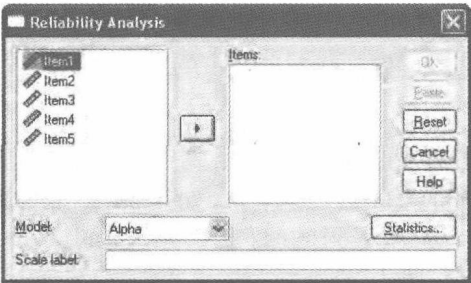 Reliability Analysis
Item1
Item2
Item3
Item4
Item5
Items:
OK
Paste
Reset
Cancel
Help
Model:
Alpha
Statistics...
Scale label: